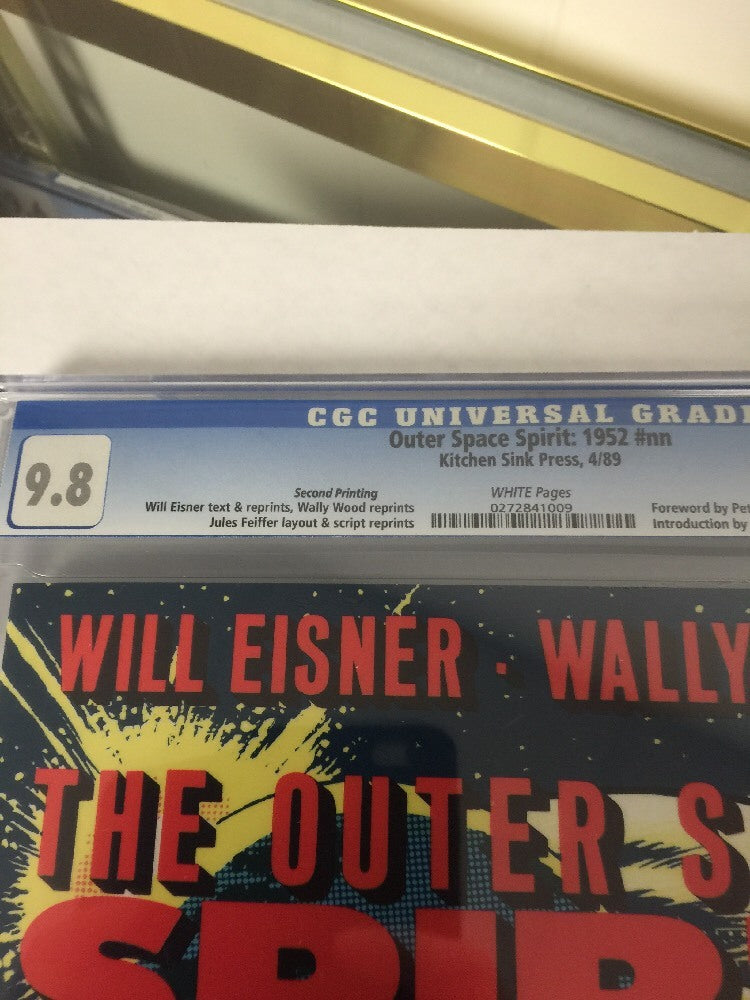 CGC UNIVERSAL GRADE
Outer Space Spirit: 1952 #nn
Kitchen Sink Press, 4/89
9.8
Second Printing
Will Eisner text & reprints, Wally Wood reprints
Jules Feiffer layout & script reprints
WHITE Pages
0272841009
Foreword by Pet
Introduction by
WILL EISNER · WALLY
THE OUTER S
SPIRI